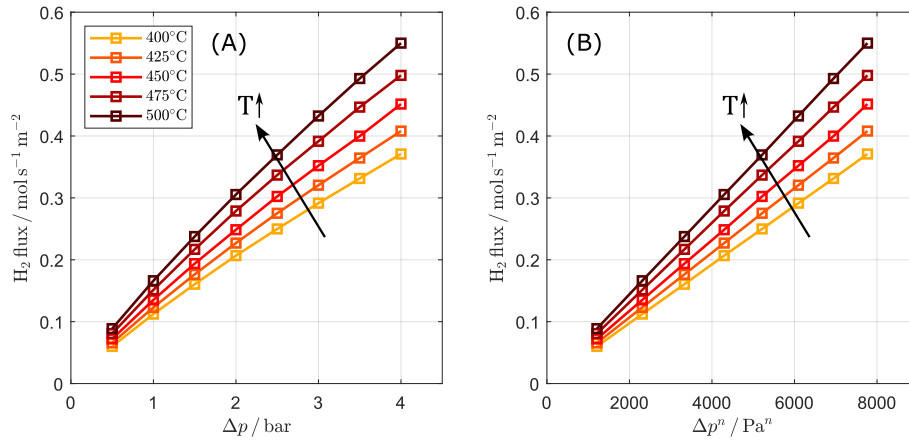 (A)
400°C
425°C
450°C
475°C
500°C
T↑
0.6
0.5
0.4
0.3
0.2
0.1
0
0 1 2 3 4
H₂ flux / mol s⁻¹ m⁻²
Δp / bar
(B)
T↑
0.6
0.5
0.4
0.3
0.2
0.1
0
0 2000 4000 6000 8000
H₂ flux / mol s⁻¹ m⁻²
Δpⁿ / Paⁿ